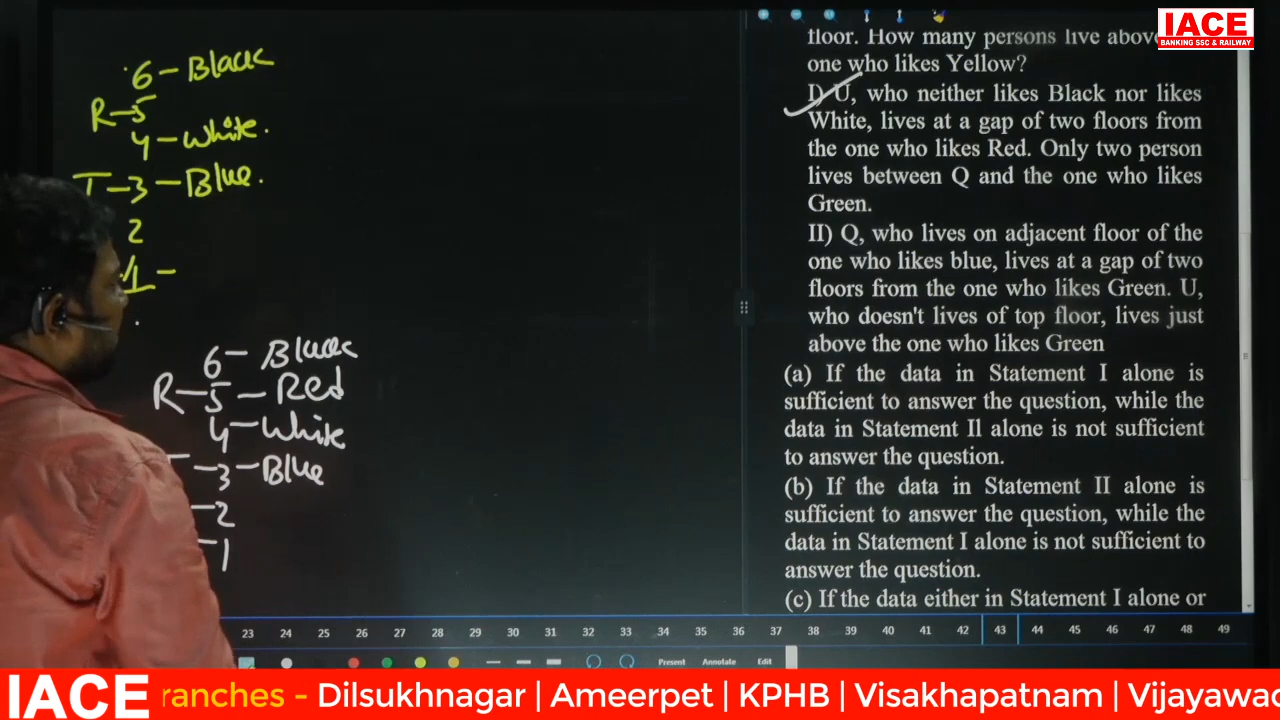 6 - Black
R - 5
4 - White.
T - 3 - Blue.
2
1 -
6 - Black
R - 5 - Red
4 - White
- 3 - Blue
- 2
- 1
floor. How many persons live above
one who likes Yellow?
I) U, who neither likes Black nor likes
White, lives at a gap of two floors from
the one who likes Red. Only two person
lives between Q and the one who likes
Green.
II) Q, who lives on adjacent floor of the
one who likes blue, lives at a gap of two
floors from the one who likes Green. U,
who doesn't lives of top floor, lives just
above the one who likes Green
(a) If the data in Statement I alone is
sufficient to answer the question, while the
data in Statement Il alone is not sufficient
to answer the question.
(b) If the data in Statement II alone is
sufficient to answer the question, while the
data in Statement I alone is not sufficient to
answer the question.
(c) If the data either in Statement I alone or
IACE
BANKING SSC & RAILWAY
23 24 25 26 27 28 29 30 31 32 33 34 35 36 37 38 39 40 41 42 43 44 45 46 47 48 49
Present Annotate Edit
IACE ranches - Dilsukhnagar | Ameerpet | KPHB | Visakhapatnam | Vijayawad